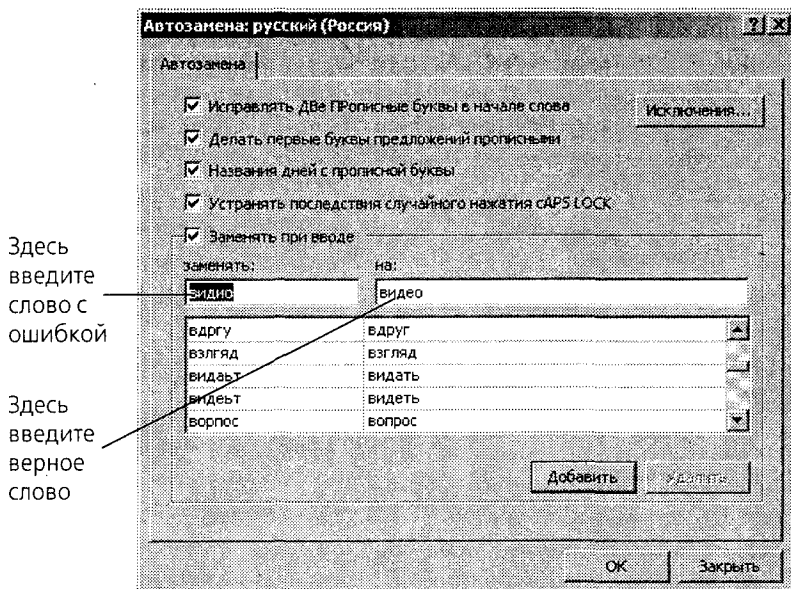 Автозамена: русский (Россия)
Автозамена
Исправлять ДВе ПРописные буквы в начале слова
Исключения...
Делать первые буквы предложений прописными
Названия дней с прописной буквы
Устранять последствия случайного нажатия cAPS LOCK
Заменять при вводе
Здесь
введите
слово с
ошибкой
заменять:
на:
видио
видео
вдргу
вдруг
взлгяд
взгляд
видаьт
видать
видеьт
видеть
ворпос
вопрос
Здесь
введите
верное
слово
Добавить
Удалить
ОК
Закрыть